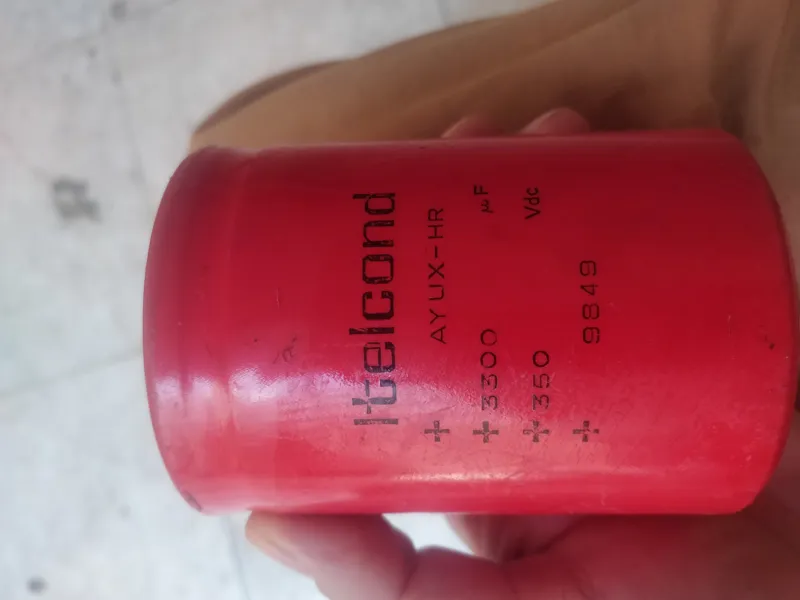 Itelcond
+ AYUX-HR
+ 3300 µF
+ 350 Vdc
+ 9849